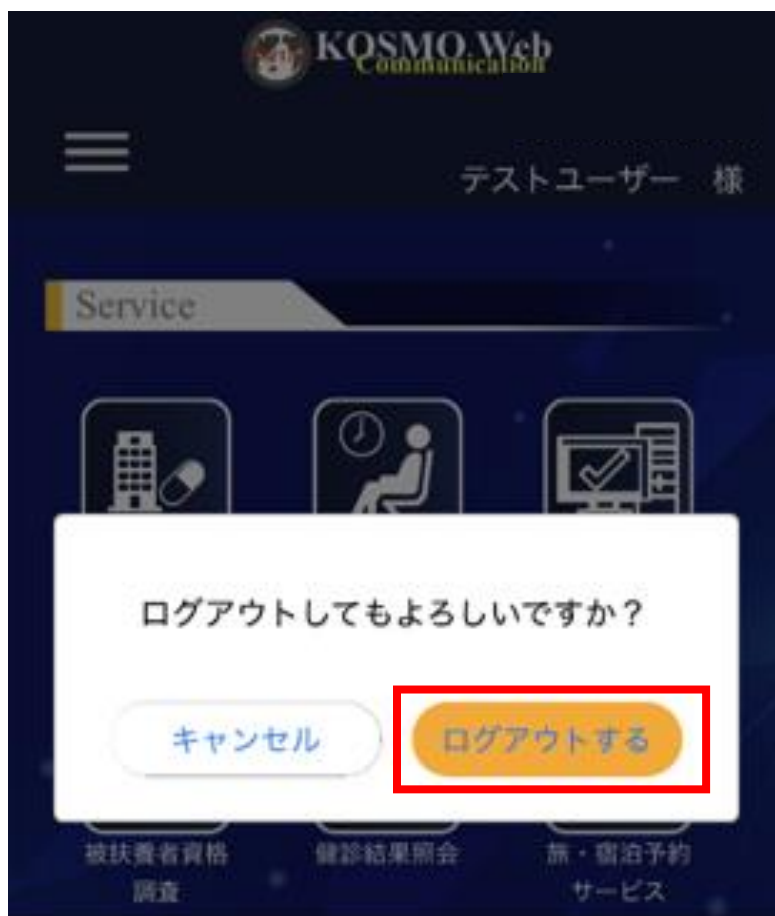 KOSMO Web
Communication
テストユーザー 様
Service
ログアウトしてもよろしいですか？
キャンセル ログアウトする
被扶養者資格 健診結果照会 旅・宿泊予約
調査 サービス